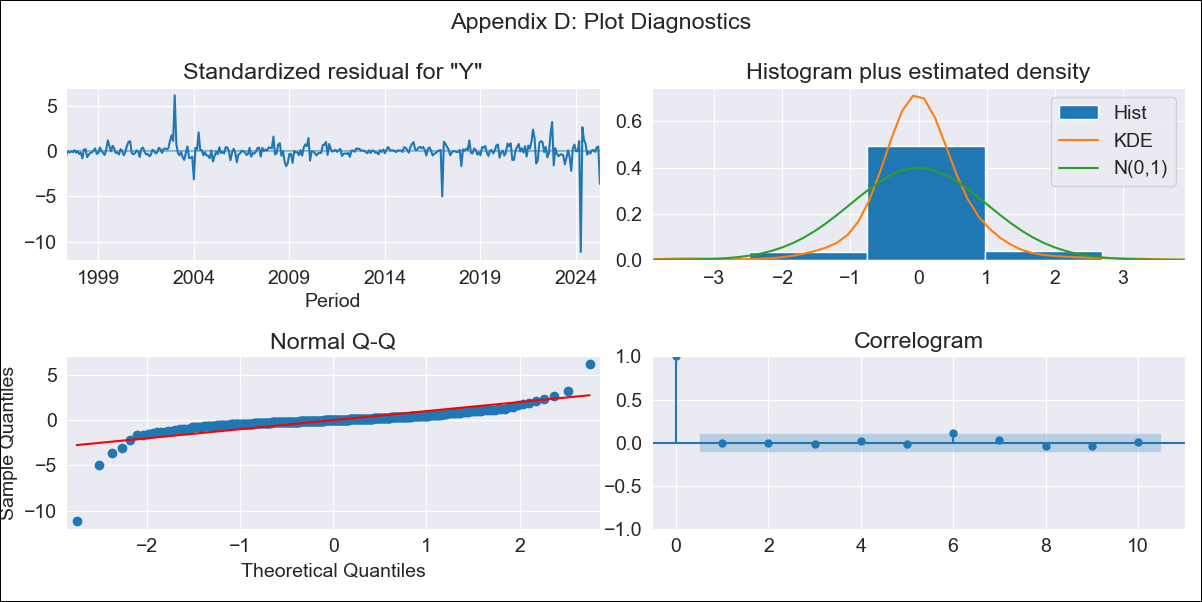 Appendix D: Plot Diagnostics
Standardized residual for "Y"
5
0
−5
−10
1999 2004 2009 2014 2019 2024
Period
Histogram plus estimated density
Hist
KDE
N(0,1)
0.6
0.4
0.2
0.0
−3 −2 −1 0 1 2 3
Normal Q-Q
Sample Quantiles
5
0
−5
−10
−2 −1 0 1 2
Theoretical Quantiles
Correlogram
1.0
0.5
0.0
−0.5
−1.0
0 2 4 6 8 10